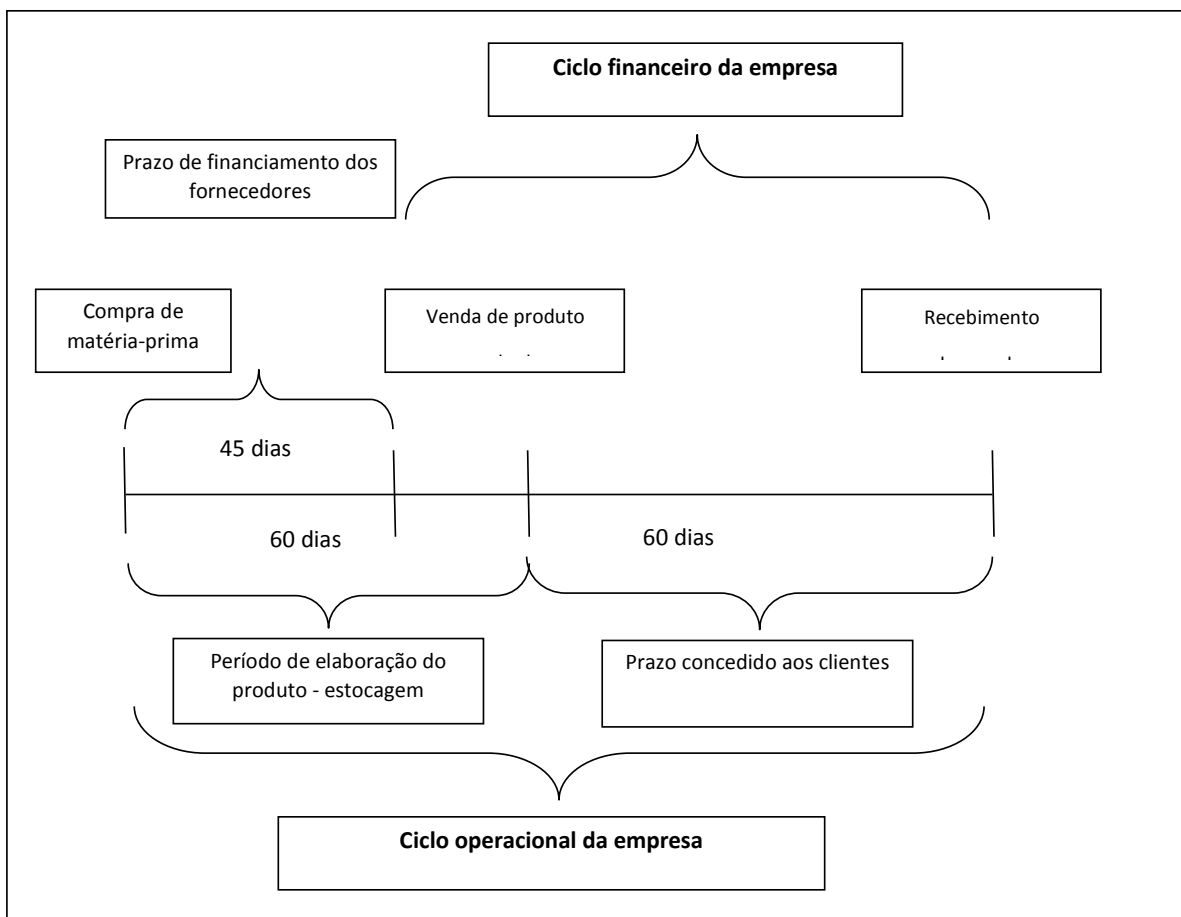 Ciclo financeiro da empresa
Prazo de financiamento dos
fornecedores
Compra de
matéria-prima
Venda de produto
Recebimento
45 dias
60 dias
60 dias
Período de elaboração do
produto - estocagem
Prazo concedido aos clientes
Ciclo operacional da empresa